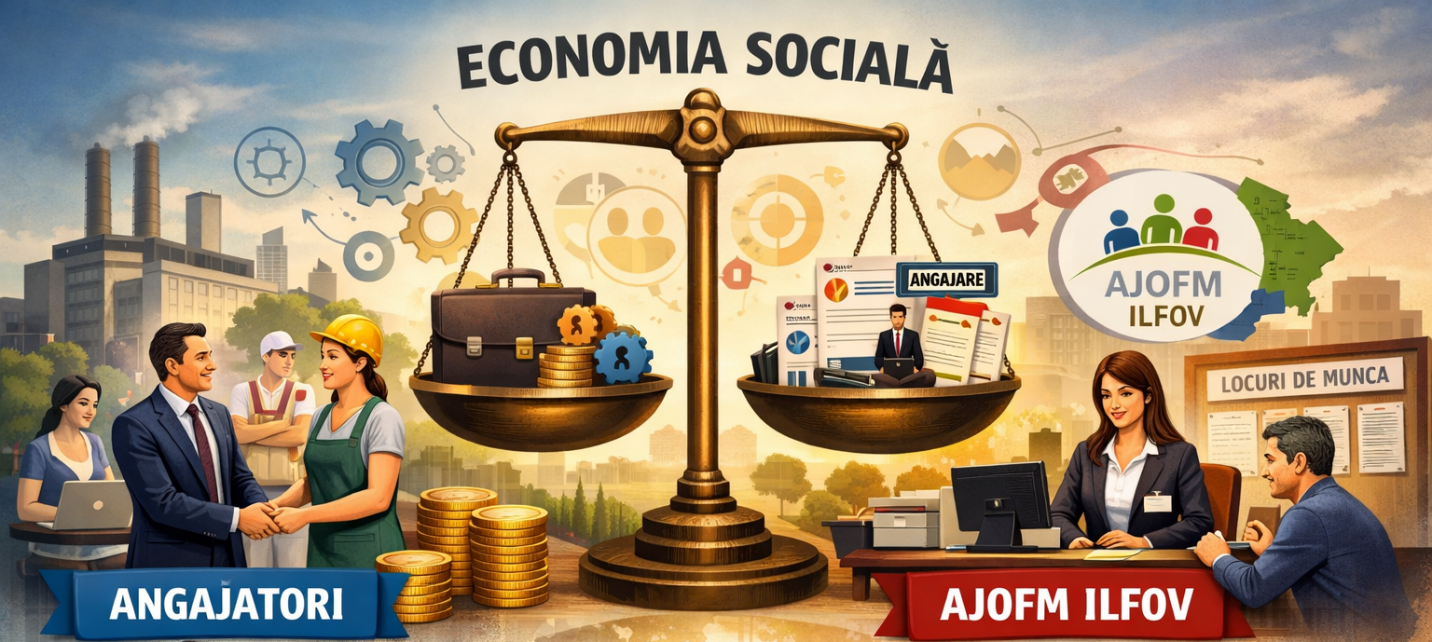 ECONOMIA SOCIALĂ
ANGAJARE
AJOFM
ILFOV
LOCURI DE MUNCA
ANGAJATORI
AJOFM ILFOV